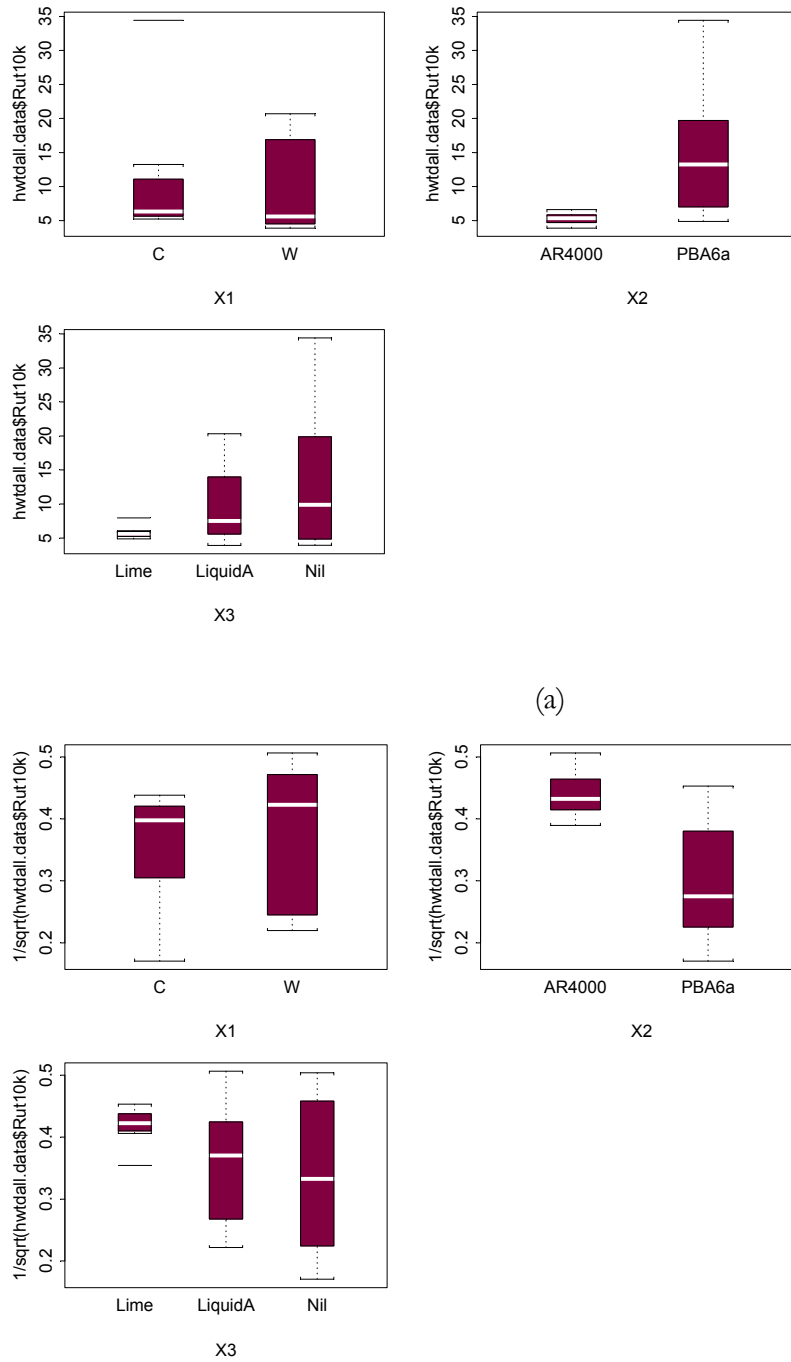 hwtdall.data$Rut10k
35
30
25
20
15
10
5
C W
X1
hwtdall.data$Rut10k
35
30
25
20
15
10
5
AR4000 PBA6a
X2
hwtdall.data$Rut10k
35
30
25
20
15
10
5
Lime LiquidA Nil
X3
(a)
1/sqrt(hwtdall.data$Rut10k)
0.5
0.4
0.3
0.2
C W
X1
1/sqrt(hwtdall.data$Rut10k)
0.5
0.4
0.3
0.2
AR4000 PBA6a
X2
1/sqrt(hwtdall.data$Rut10k)
0.5
0.4
0.3
0.2
Lime LiquidA Nil
X3